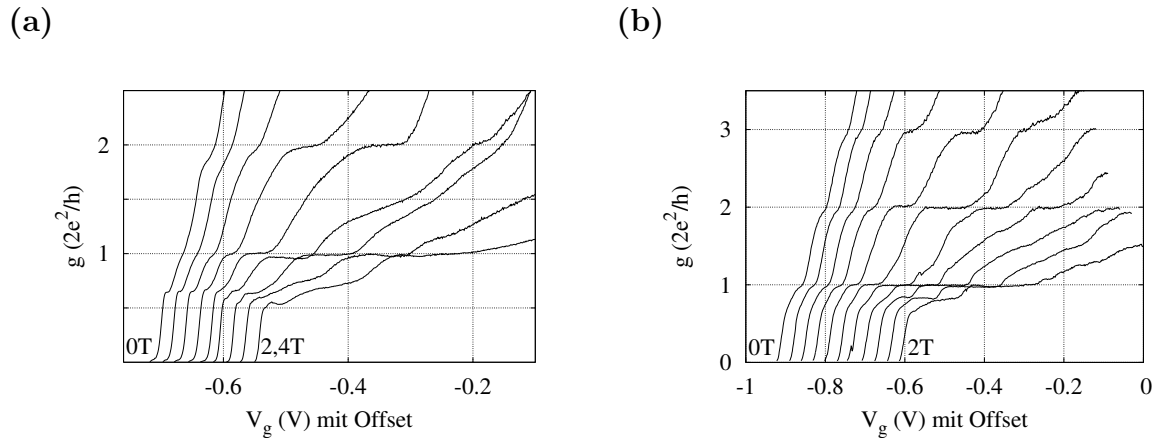 (a)
(b)
g (2e²/h)
2
1
0T
2,4T
-0.6
-0.4
-0.2
V_g (V) mit Offset
g (2e²/h)
3
2
1
0
0T
2T
-1
-0.8
-0.6
-0.4
-0.2
0
V_g (V) mit Offset